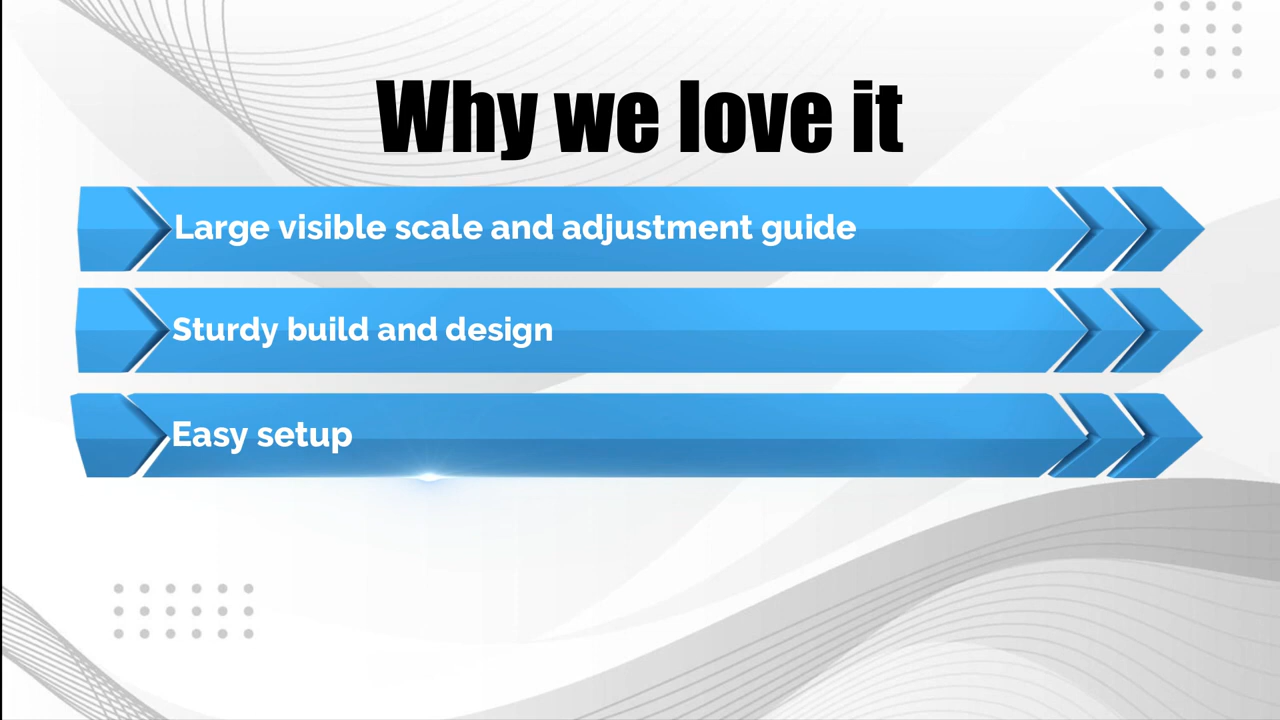 Why we love it
Large visible scale and adjustment guide
Sturdy build and design
Easy setup